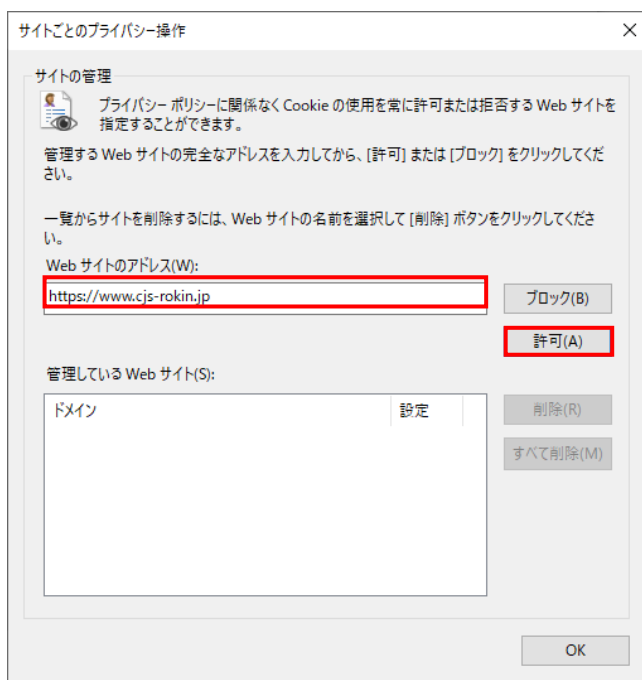 サイトごとのプライバシー操作
サイトの管理
プライバシー ポリシーに関係なく Cookie の使用を常に許可または拒否する Web サイトを
指定することができます。
管理する Web サイトの完全なアドレスを入力してから、[許可] または [ブロック] をクリックしてくだ
さい。
一覧からサイトを削除するには、Web サイトの名前を選択して [削除] ボタンをクリックしてくださ
い。
Web サイトのアドレス(W):
https://www.cjs-rokin.jp
ブロック(B)
許可(A)
管理している Web サイト(S):
ドメイン 設定
削除(R)
すべて削除(M)
OK